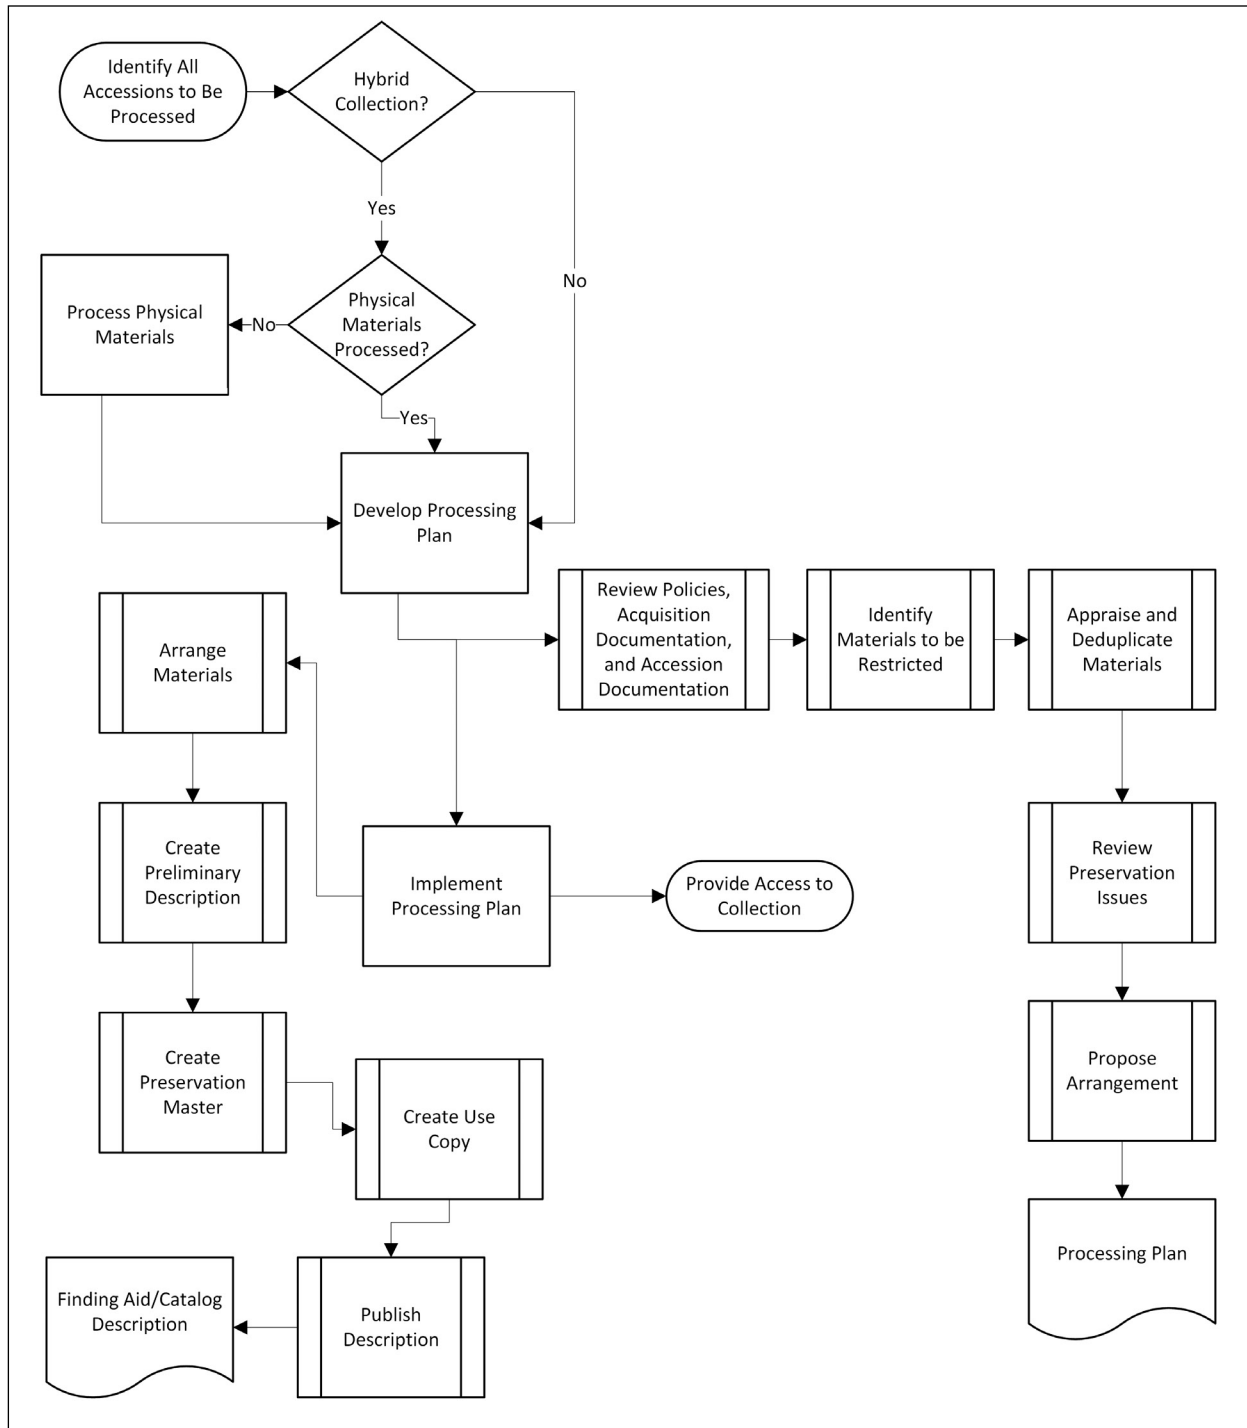 Identify All
Accessions to Be
Processed
Hybrid
Collection?
Yes
No
Process Physical
Materials
No
Physical
Materials
Processed?
Yes
Develop Processing
Plan
Arrange
Materials
Review Policies,
Acquisition
Documentation,
and Accession
Documentation
Identify
Materials to be
Restricted
Appraise and
Deduplicate
Materials
Create
Preliminary
Description
Implement
Processing Plan
Provide Access to
Collection
Review
Preservation
Issues
Create
Preservation
Master
Create Use
Copy
Propose
Arrangement
Finding Aid/Catalog
Description
Publish
Description
Processing Plan